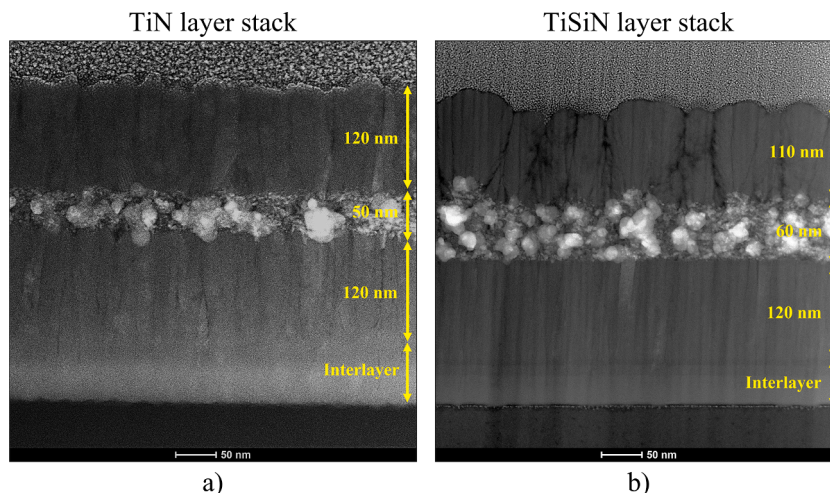 TiN layer stack
TiSiN layer stack
120 nm
50 nm
120 nm
Interlayer
50 nm
110 nm
60 nm
120 nm
Interlayer
50 nm
a)
b)